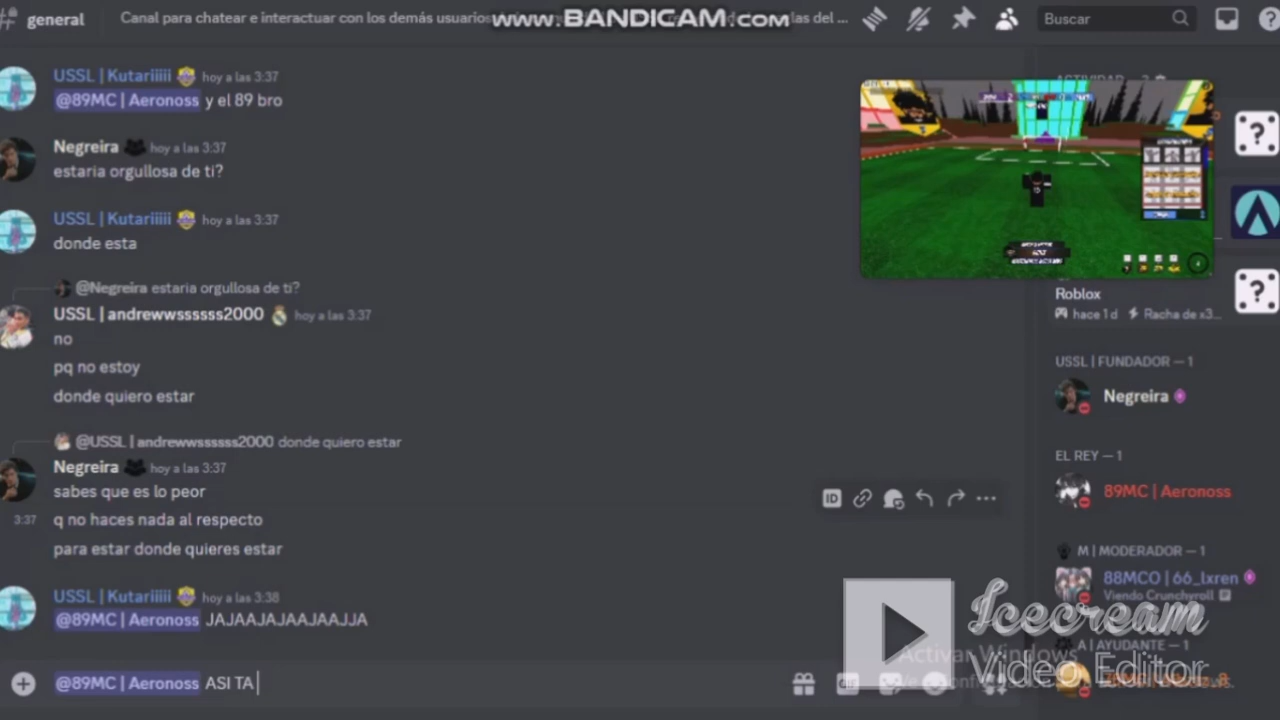 general
Canal para chatear e interactuar con los demás usuarios
las del ...
www.BANDICAM.com
Buscar
USSL | Kutariiiii hoy a las 3:37
@89MC | Aeronoss y el 89 bro
Negreira hoy a las 3:37
estaria orgullosa de ti?
USSL | Kutariiiii hoy a las 3:37
donde esta
@Negreira estaria orgullosa de ti?
USSL | andrewwssssss2000 hoy a las 3:37
no
pq no estoy
donde quiero estar
@USSL | andrewwssssss2000 donde quiero estar
Negreira hoy a las 3:37
sabes que es lo peor
3:37 q no haces nada al respecto
para estar donde quieres estar
ID
USSL | Kutariiiii hoy a las 3:38
@89MC | Aeronoss JAJAAJAJAAJAAJJA
@89MC | Aeronoss ASI TA
Roblox
hace 1 d Racha de x3...
USSL | FUNDADOR — 1
Negreira
EL REY — 1
89MC | Aeronoss
M | MODERADOR — 1
88MCO | 66_lxren
Viendo Crunchyroll
A | AYUDANTE — 1
Activar Windows
Icecream
Video Editor